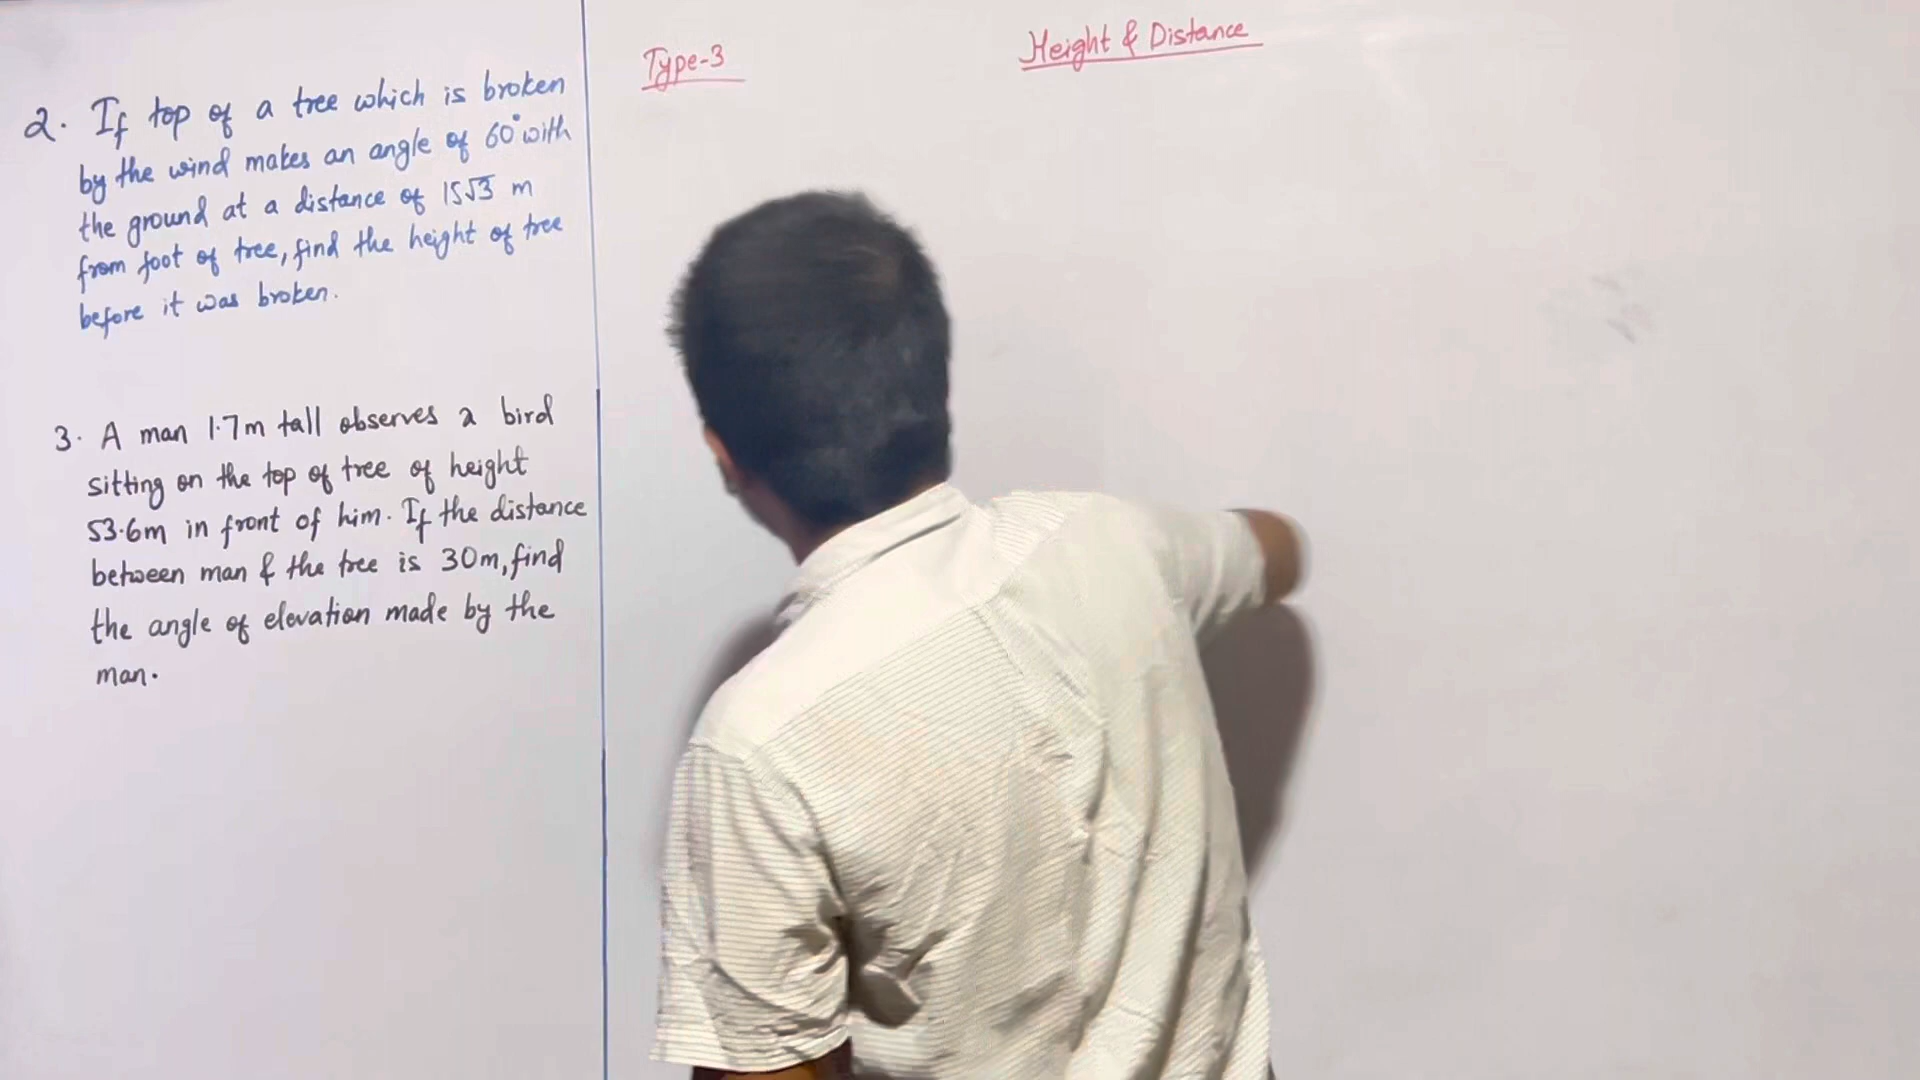 Type-3
Height & Distance
2. If top of a tree which is broken
by the wind makes an angle of 60° with
the ground at a distance of 15√3 m
from foot of tree, find the height of tree
before it was broken.
3. A man 1.7m tall observes a bird
sitting on the top of tree of height
53.6m in front of him. If the distance
between man & the tree is 30m, find
the angle of elevation made by the
man.